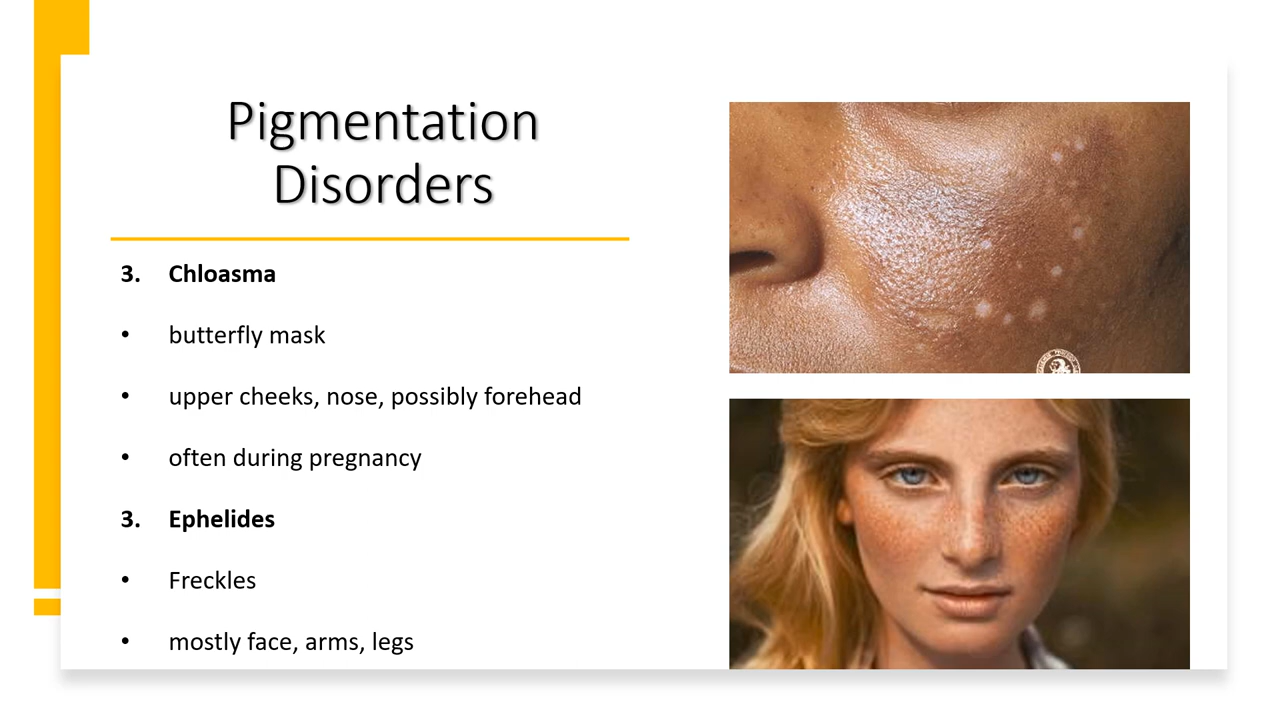 Pigmentation
Disorders
3. Chloasma
• butterfly mask
• upper cheeks, nose, possibly forehead
• often during pregnancy
3. Ephelides
• Freckles
• mostly face, arms, legs